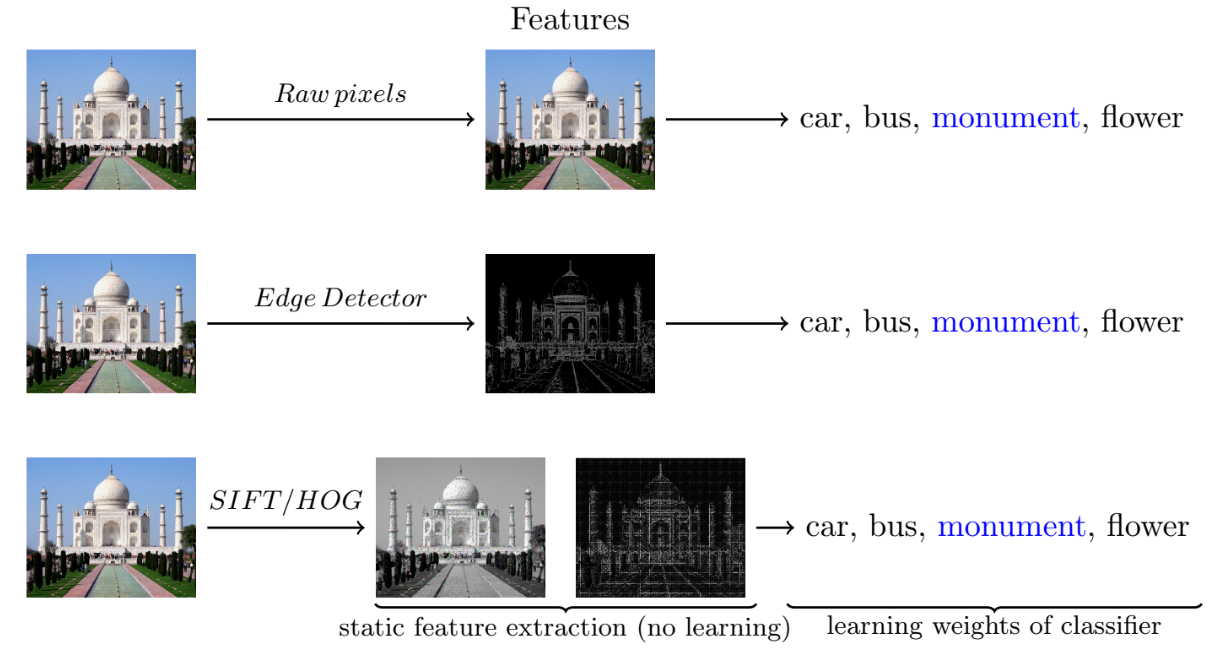 Features
Raw pixels
car, bus, monument, flower
Edge Detector
car, bus, monument, flower
SIFT/HOG
car, bus, monument, flower
static feature extraction (no learning)
learning weights of classifier